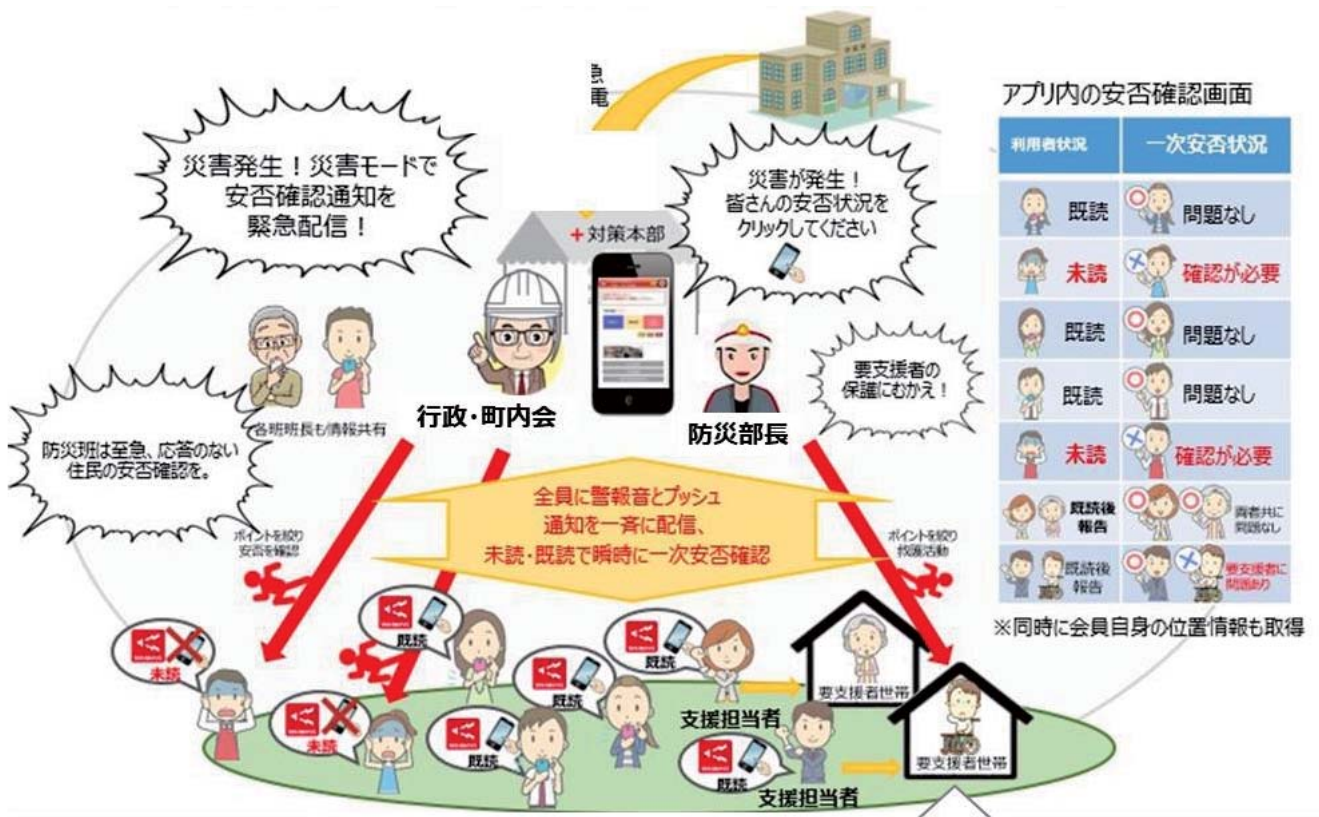 急
電
災害発生！災害モードで
安否確認通知を
緊急配信！
災害が発生！
皆さんの安否状況を
クリックしてください
+対策本部
各班班長も情報共有
行政・町内会
防災部長
要支援者の
保護にむかえ！
防災班は至急、応答のない
住民の安否確認を。
全員に警報音とプッシュ
通知を一斉に配信、
未読・既読で瞬時に一次安否確認
ポイントを絞り
安否を確認
ポイントを絞り
救護活動
未読
未読
既読
既読
既読
既読
既読
支援担当者
支援担当者
要支援者世帯
要支援者世帯
アプリ内の安否確認画面
利用者状況 一次安否状況
既読 問題なし
未読 確認が必要
既読 問題なし
既読 問題なし
未読 確認が必要
既読後
報告
両者共に
問題なし
既読後
報告
要支援者に
問題あり
※同時に会員自身の位置情報も取得